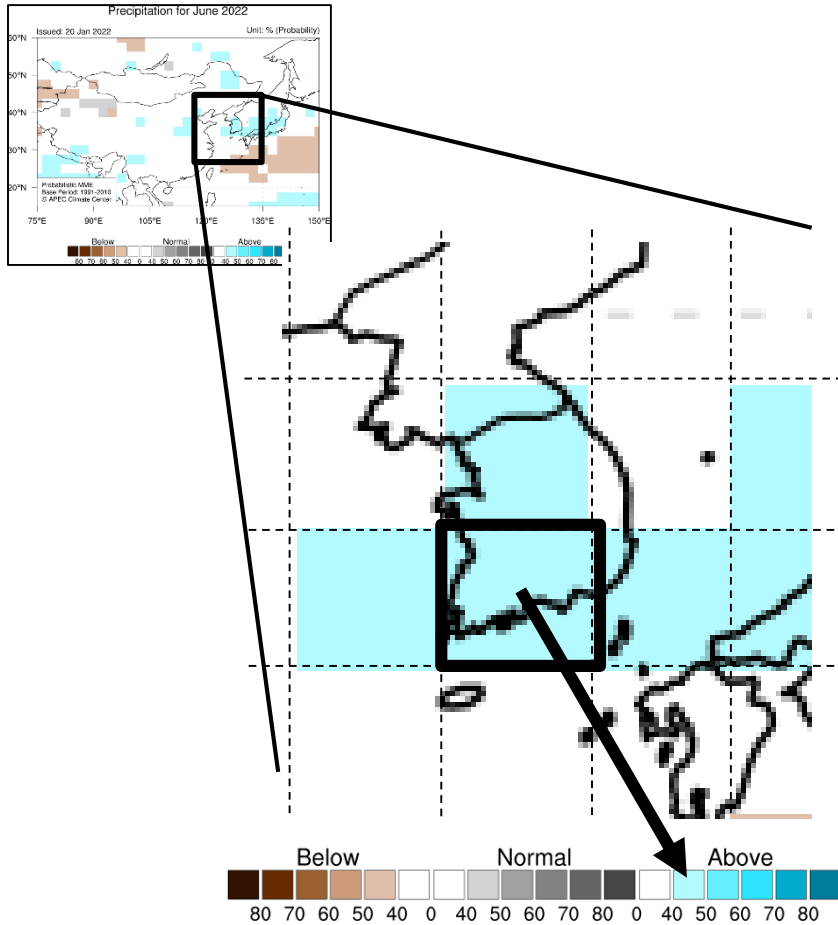 Precipitation for June 2022
Issued: 20 Jan 2022
Unit: % (Probability)
60°N
50°N
40°N
30°N
20°N
Probabilistic MME
Base Period: 1991-2010
© APEC Climate Center
75°E 90°E 105°E 120°E 135°E 150°E
Below Normal Above
80 70 60 50 40 0 40 50 60 70 80 0 40 50 60 70 80
Below Normal Above
80 70 60 50 40 0 40 50 60 70 80 0 40 50 60 70 80